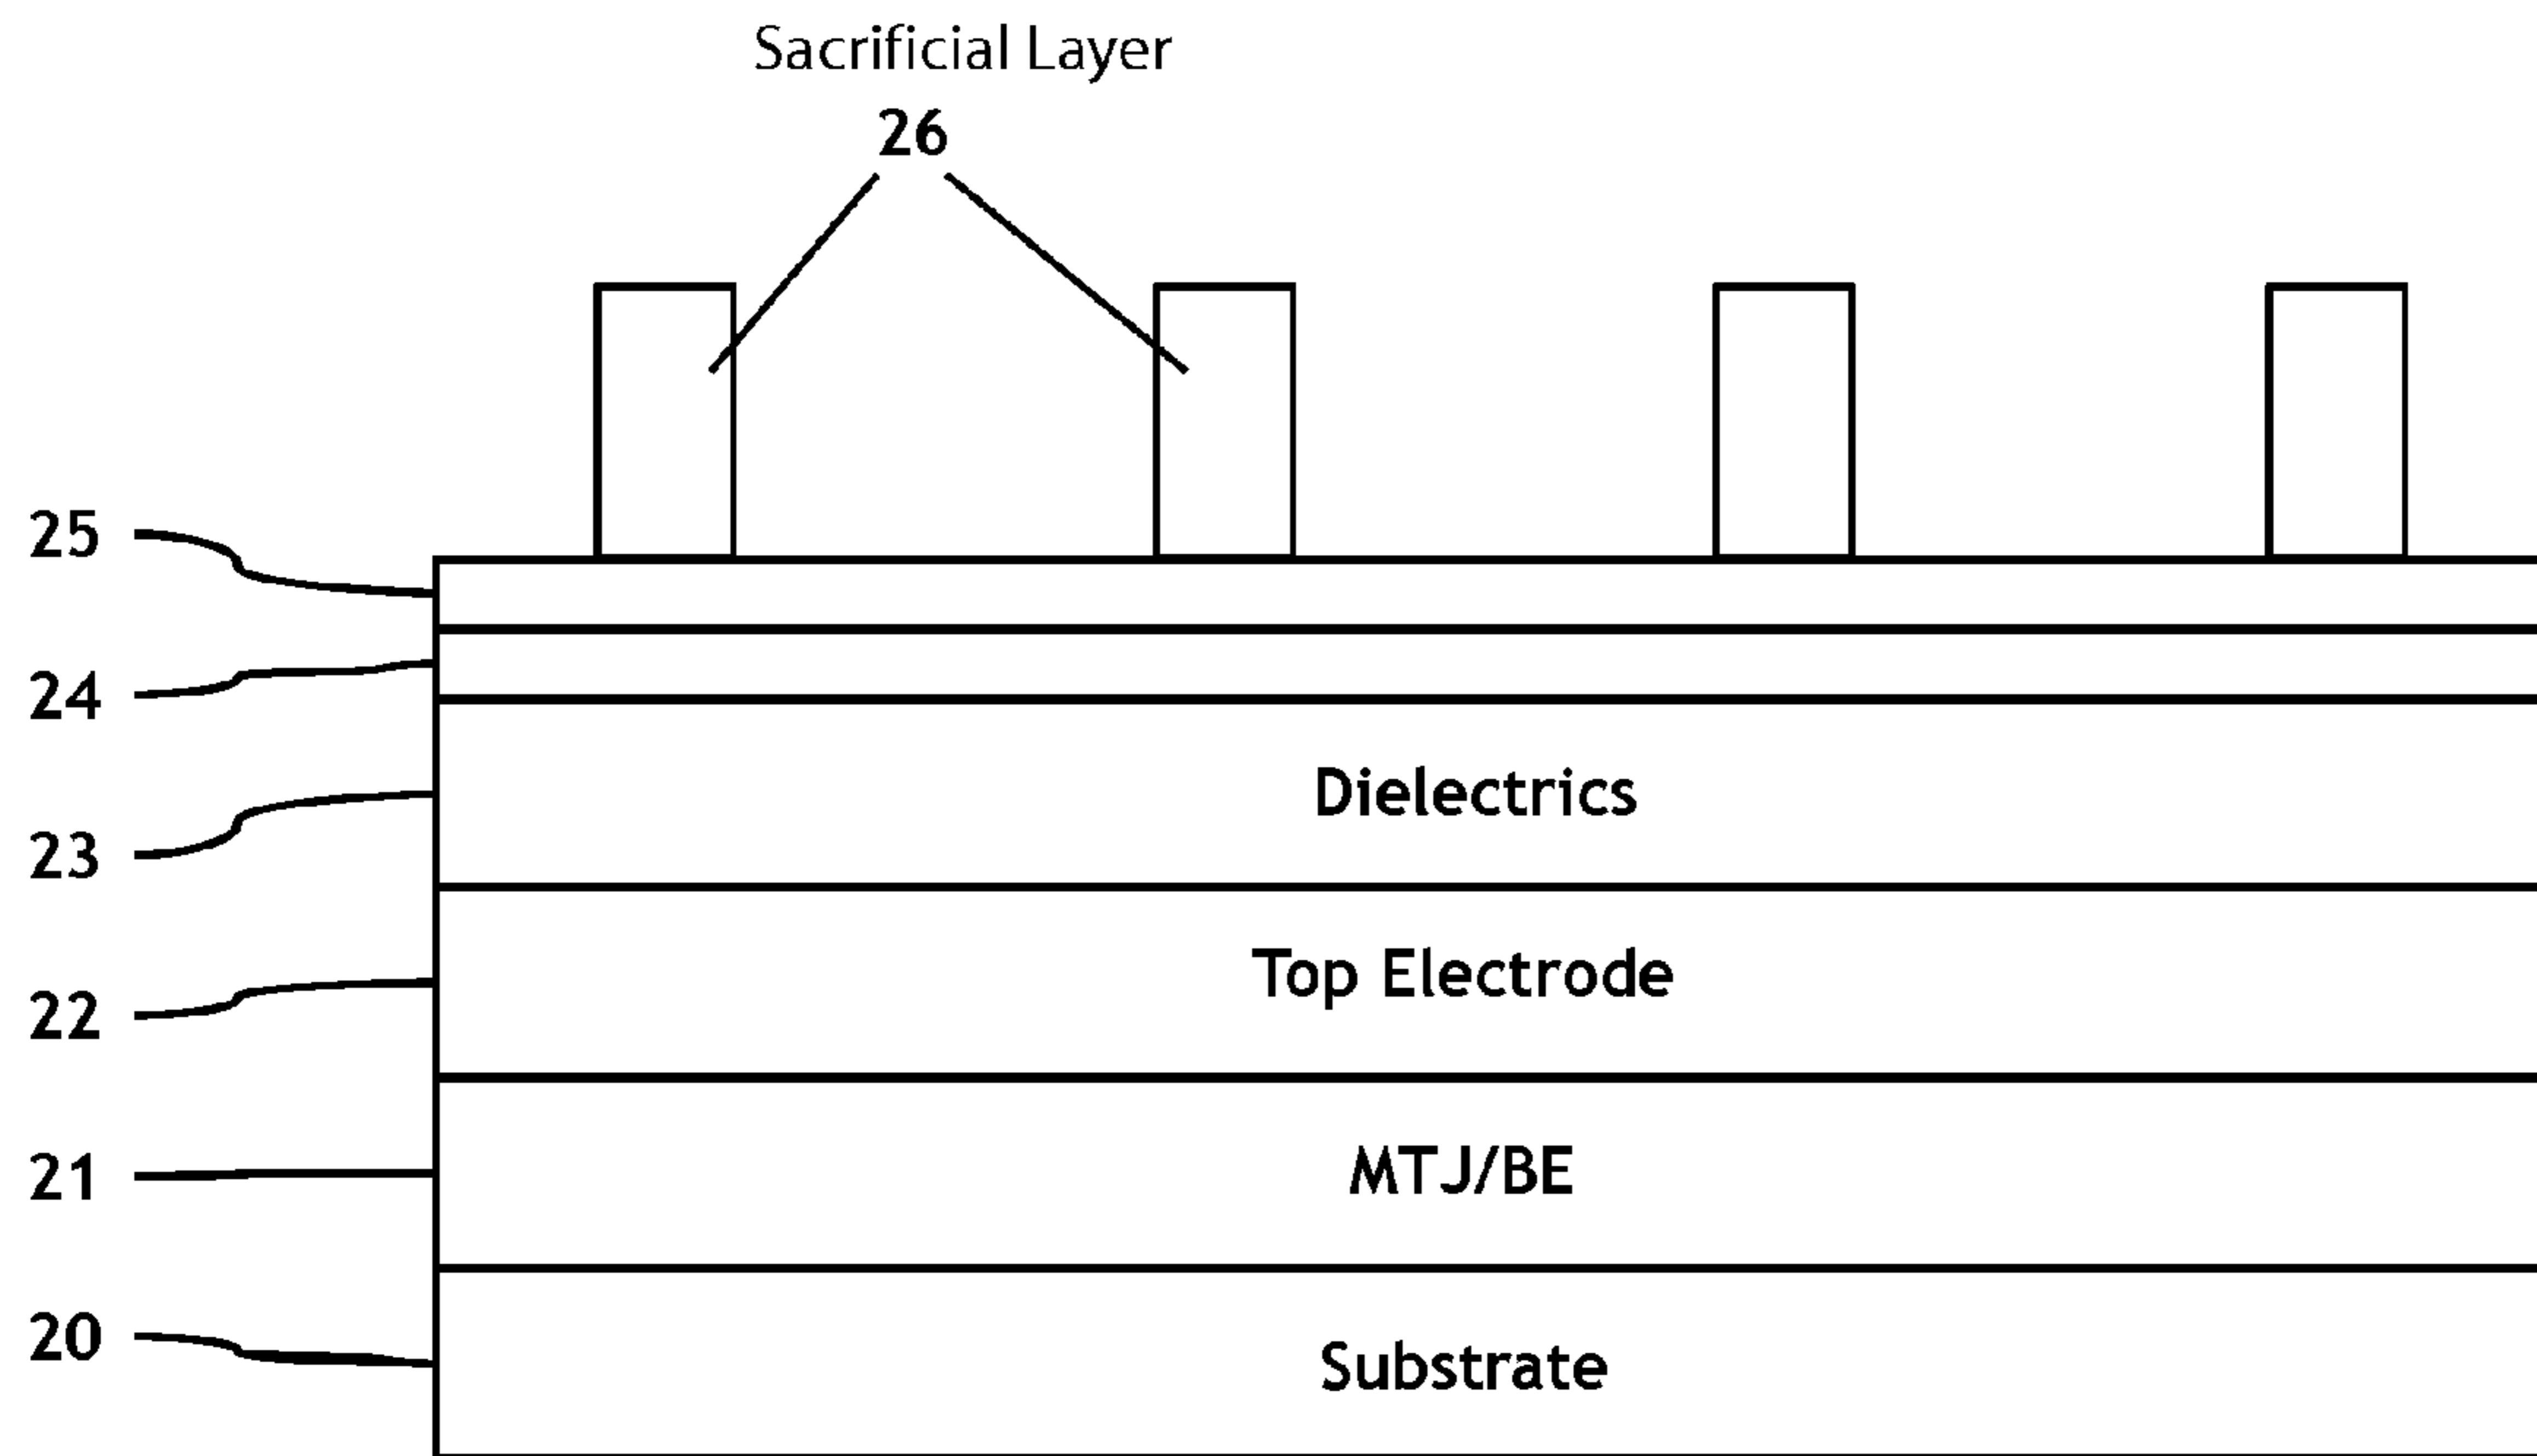 Sacrificial Layer
26
25
24
23
Dielectrics
22
Top Electrode
21
MTJ/BE
20
Substrate